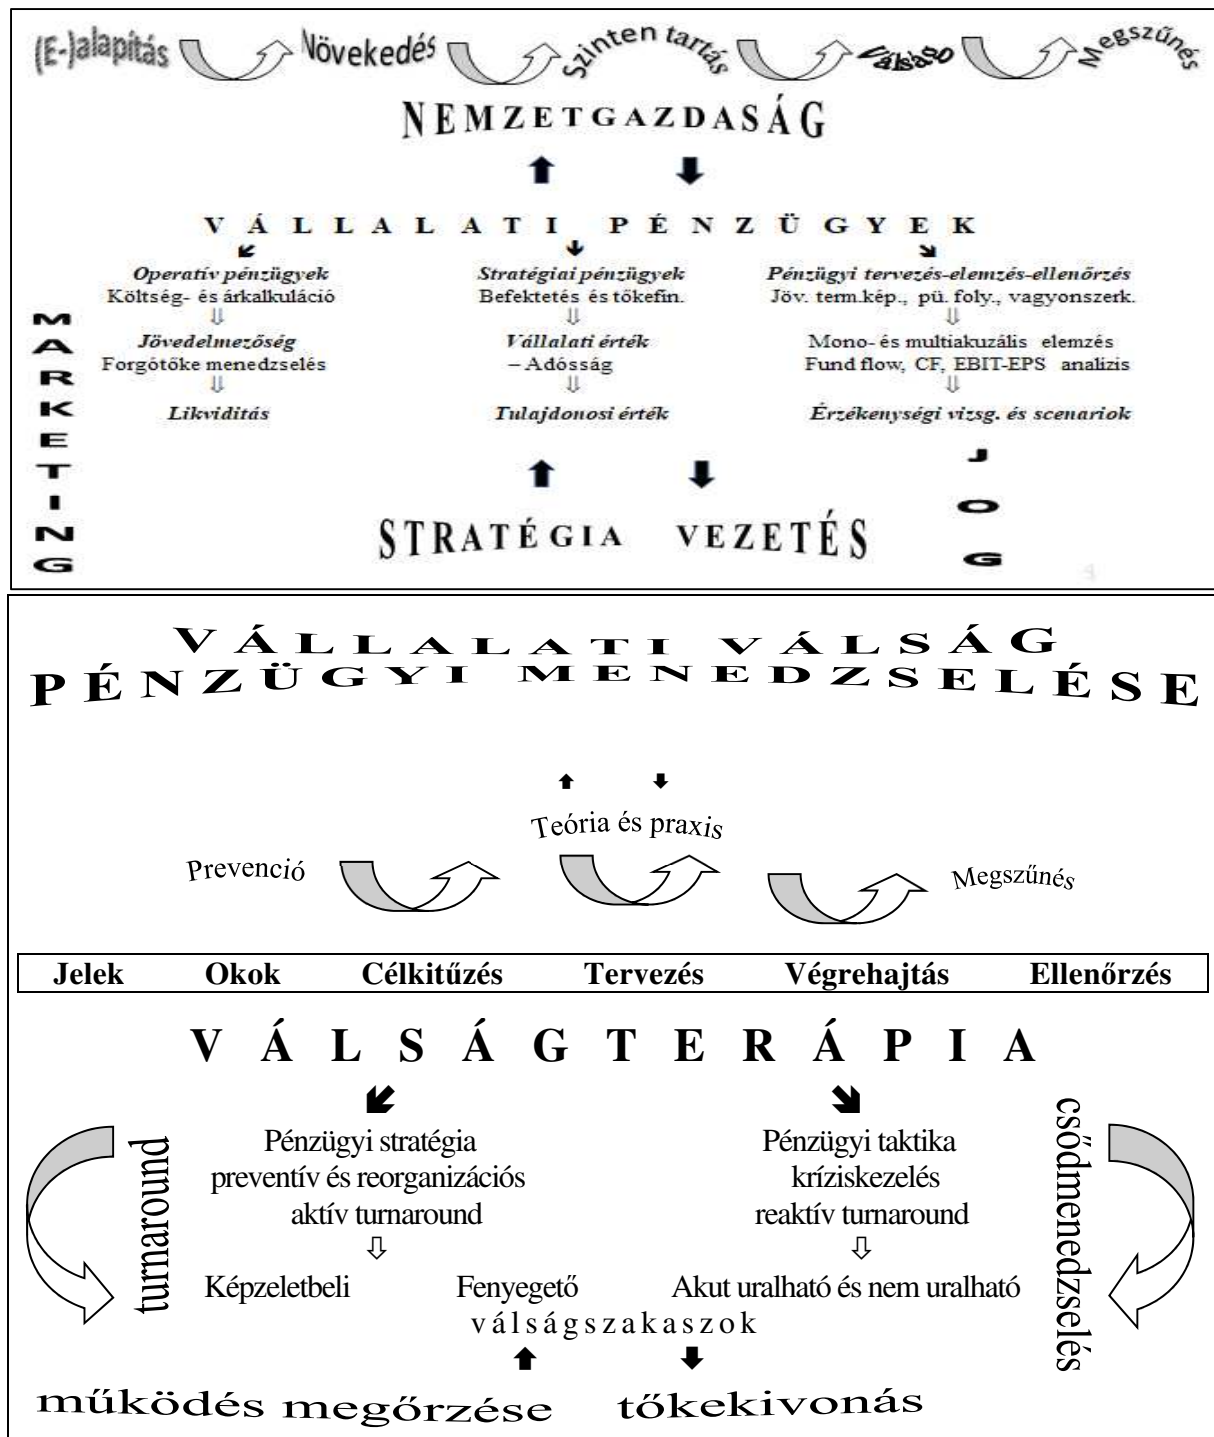 (E-)alapítás Növekedés Szinten tartás Válság Megszűnés
NEMZETGAZDASÁG
VÁLLALATI PÉNZÜGYEK
Operatív pénzügyek Stratégiai pénzügyek Pénzügyi tervezés-elemzés-ellenőrzés
Költség- és árkalkuláció Befektetés és tőkefin. Jöv. term.kép., pü. foly., vagyonszerk.
Jövedelmezőség Vállalati érték Mono- és multiakuzális elemzés
Forgótőke menedzselés – Adósság Fund flow, CF, EBIT-EPS analizis
Likviditás Tulajdonosi érték Érzékenységi vizsg. és scenariok
MARKETING
JOG
STRATÉGIA VEZETÉS
4
VÁLLALATI VÁLSÁG
PÉNZÜGYI MENEDZSELÉSE
Teória és praxis
Prevenció Megszűnés
Jelek Okok Célkitűzés Tervezés Végrehajtás Ellenőrzés
VÁLSÁGTERÁPIA
turnaround
Pénzügyi stratégia Pénzügyi taktika
preventív és reorganizációs kríziskezelés
aktív turnaround reaktív turnaround
csődmenedzselés
Képzeletbeli Fenyegető Akut uralható és nem uralható
válságszakaszok
működés megőrzése tőkekivonás